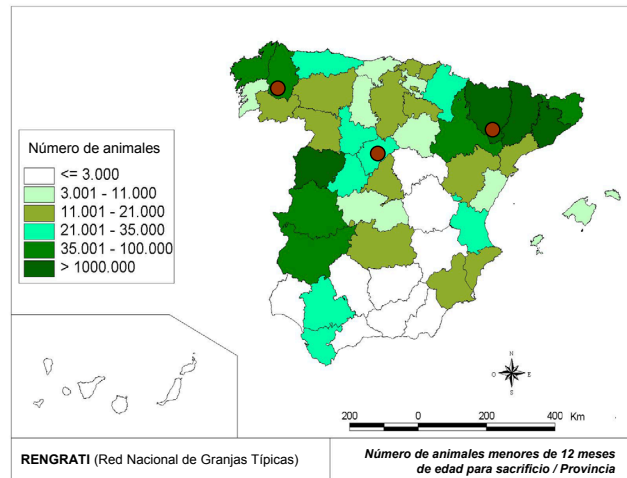 Número de animales
<= 3.000
3.001 - 11.000
11.001 - 21.000
21.001 - 35.000
35.001 - 100.000
> 1000.000
N
O E
S
200 0 200 400 Km
RENGRATI (Red Nacional de Granjas Típicas)
Número de animales menores de 12 meses
de edad para sacrificio / Provincia